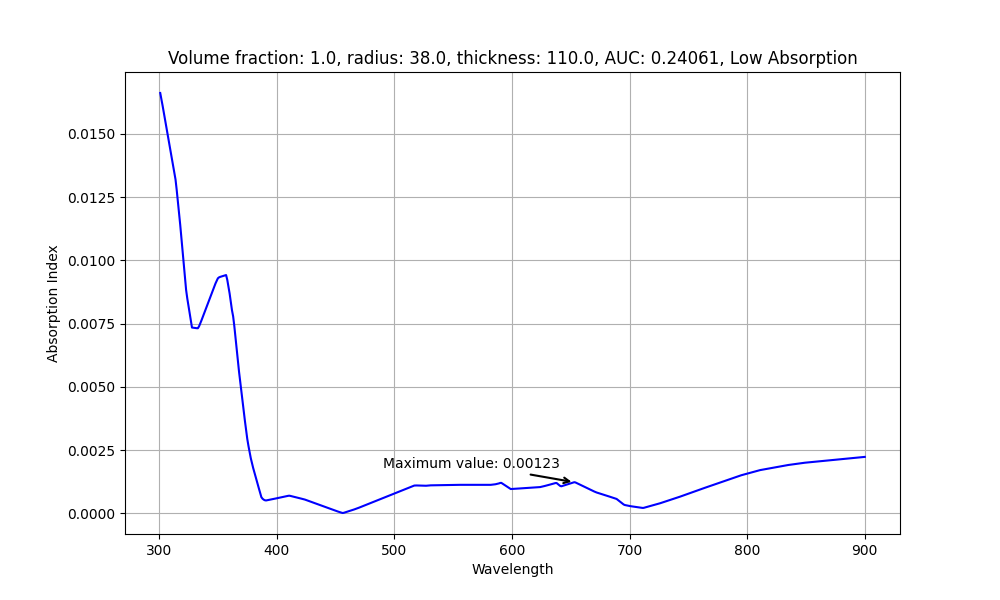 Volume fraction: 1.0, radius: 38.0, thickness: 110.0, AUC: 0.24061, Low Absorption
0.0150
0.0125
0.0100
0.0075
0.0050
0.0025
0.0000
Absorption Index
Maximum value: 0.00123
300 400 500 600 700 800 900
Wavelength